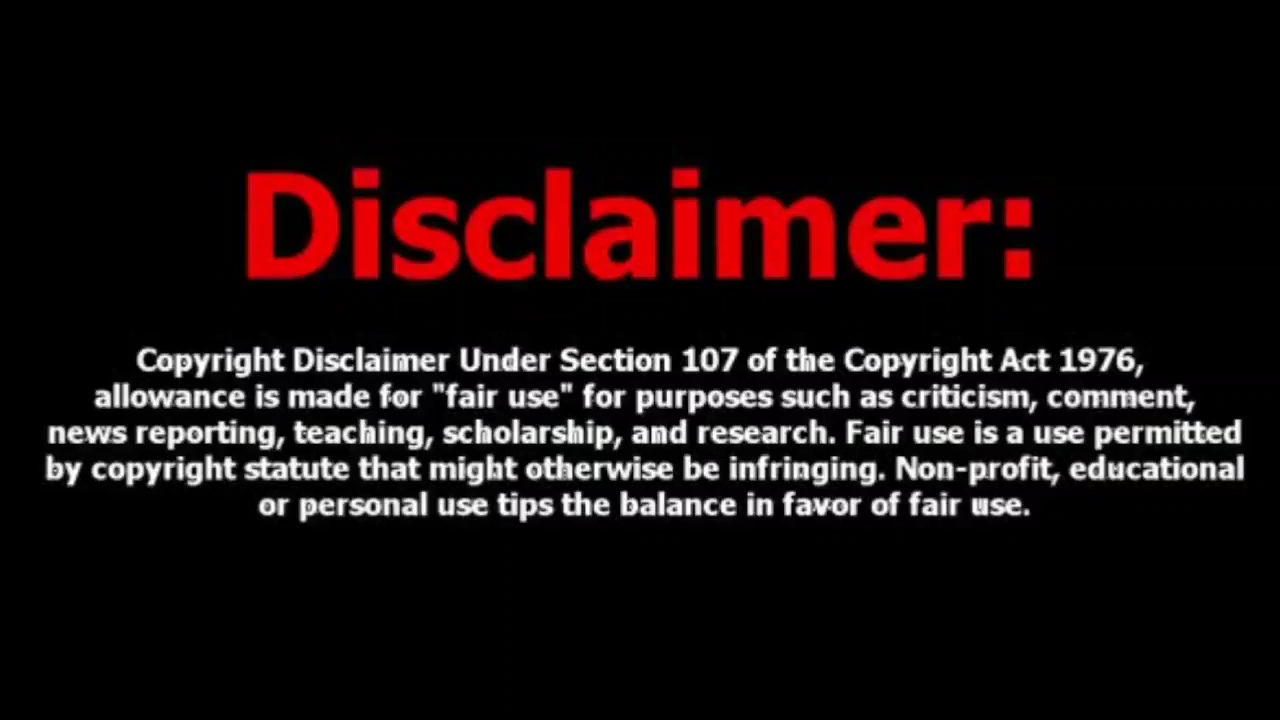 Disclaimer:
Copyright Disclaimer Under Section 107 of the Copyright Act 1976,
allowance is made for "fair use" for purposes such as criticism, comment,
news reporting, teaching, scholarship, and research. Fair use is a use permitted
by copyright statute that might otherwise be infringing. Non-profit, educational
or personal use tips the balance in favor of fair use.